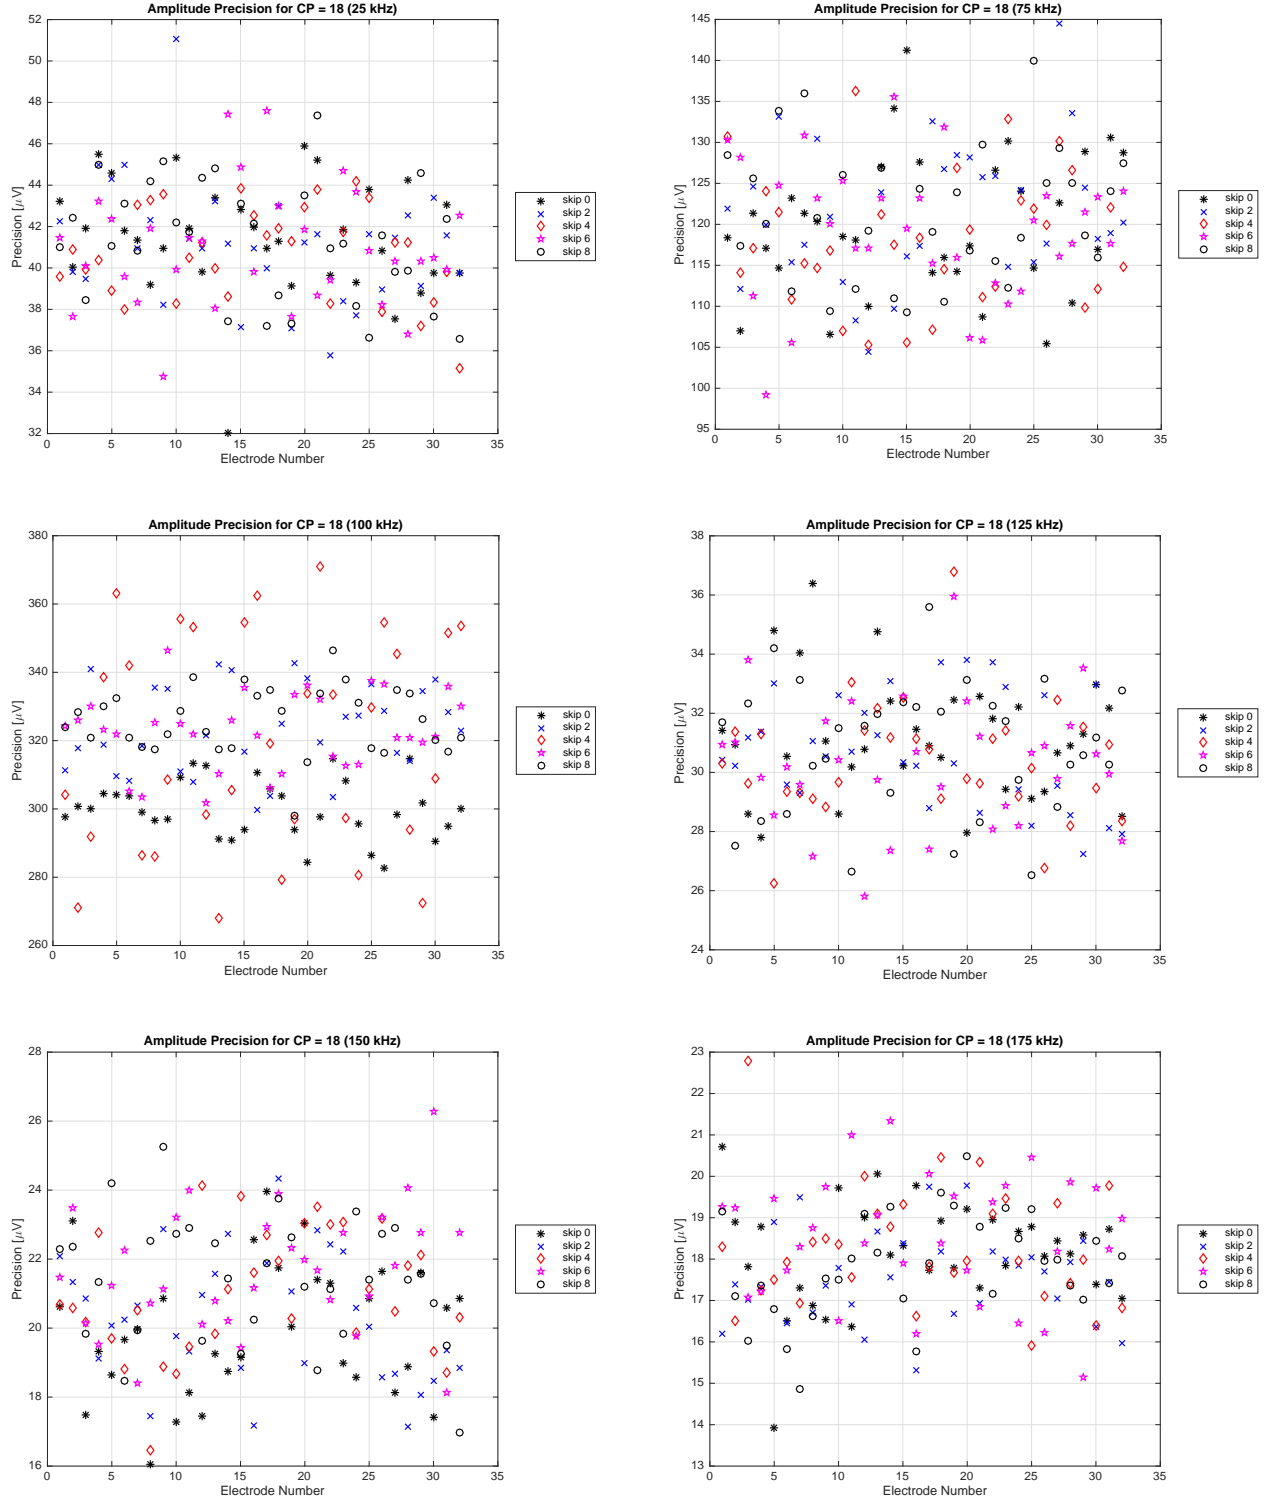 Amplitude Precision for CP = 18 (25 kHz)
Precision [μV]
52
50
48
46
44
42
40
38
36
34
32
0 5 10 15 20 25 30 35
Electrode Number
skip 0
skip 2
skip 4
skip 6
skip 8
Amplitude Precision for CP = 18 (75 kHz)
Precision [μV]
145
140
135
130
125
120
115
110
105
100
95
0 5 10 15 20 25 30 35
Electrode Number
skip 0
skip 2
skip 4
skip 6
skip 8
Amplitude Precision for CP = 18 (100 kHz)
Precision [μV]
380
360
340
320
300
280
260
0 5 10 15 20 25 30 35
Electrode Number
skip 0
skip 2
skip 4
skip 6
skip 8
Amplitude Precision for CP = 18 (125 kHz)
Precision [μV]
38
36
34
32
30
28
26
24
0 5 10 15 20 25 30 35
Electrode Number
skip 0
skip 2
skip 4
skip 6
skip 8
Amplitude Precision for CP = 18 (150 kHz)
Precision [μV]
28
26
24
22
20
18
16
0 5 10 15 20 25 30 35
Electrode Number
skip 0
skip 2
skip 4
skip 6
skip 8
Amplitude Precision for CP = 18 (175 kHz)
Precision [μV]
23
22
21
20
19
18
17
16
15
14
13
0 5 10 15 20 25 30 35
Electrode Number
skip 0
skip 2
skip 4
skip 6
skip 8